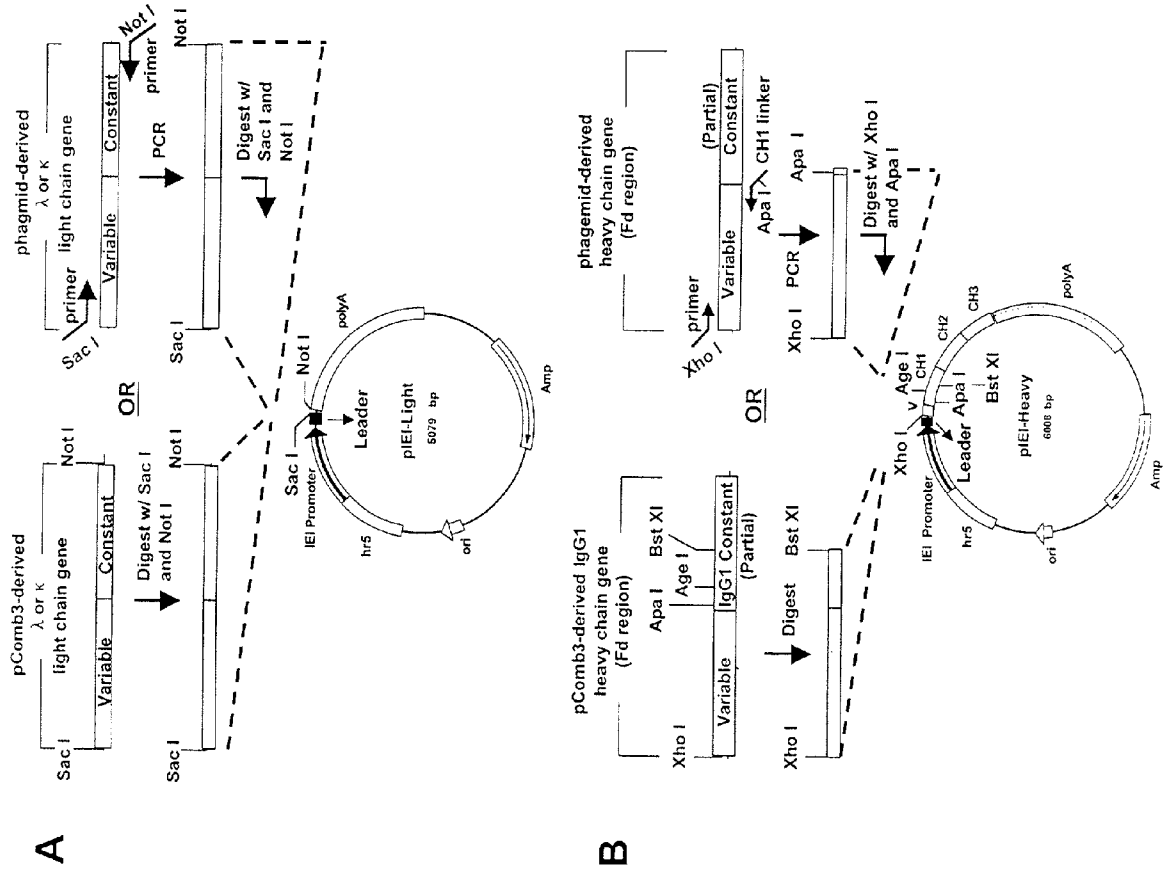 A
pComb3-derived
λ or κ
light chain gene
Sac I
Not I
Variable
Constant
Digest w/ Sac I
and Not I
Sac I
Not I
OR
phagmid-derived
λ or κ
light chain gene
Sac I
primer
Variable
Constant
Not I
primer
PCR
Sac I
Not I
Digest w/
Sac I and
Not I
Sac I
Not I
Leader
IEI Promoter
polyA
hr5
pIEI-Light
6079 bp
ori
Amp
B
pComb3-derived IgG1
heavy chain gene
(Fd region)
Xho I
Apa I
Age I
Bst XI
Variable
IgG1 Constant
(Partial)
Digest
Xho I
Bst XI
OR
phagemid-derived
heavy chain gene
(Fd region)
Xho I
primer
(Partial)
Variable
Constant
Apa I
CH1 linker
PCR
Xho I
Apa I
Digest w/ Xho I
and Apa I
Xho I
V
Age I
CH1
CH2
CH3
Leader
Apa I
Bst XI
IEI Promoter
polyA
hr5
pIEI-Heavy
6008 bp
ori
Amp